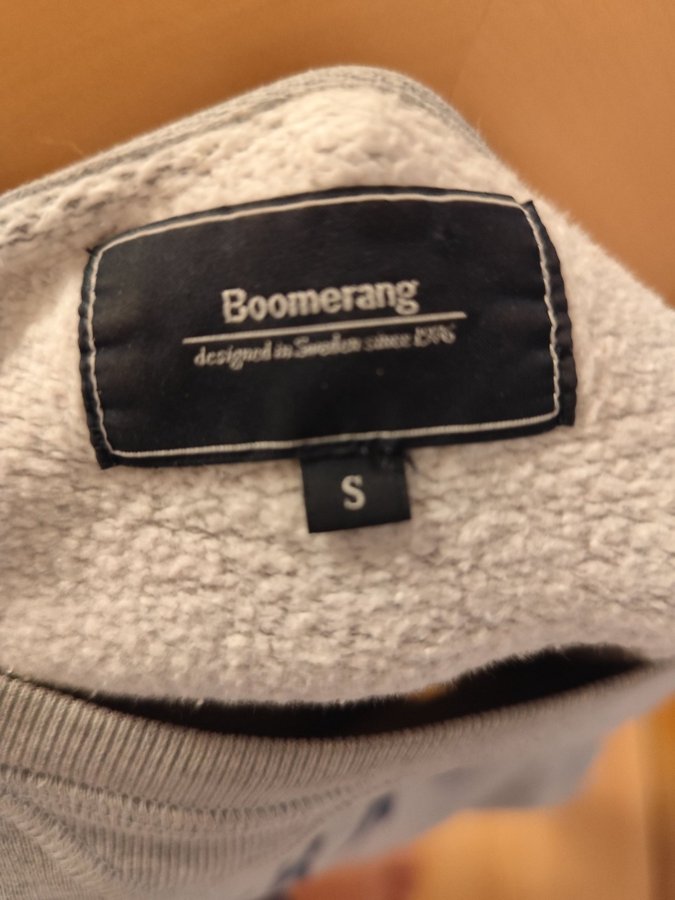 Boomerang
designed in Sweden since 1976
S